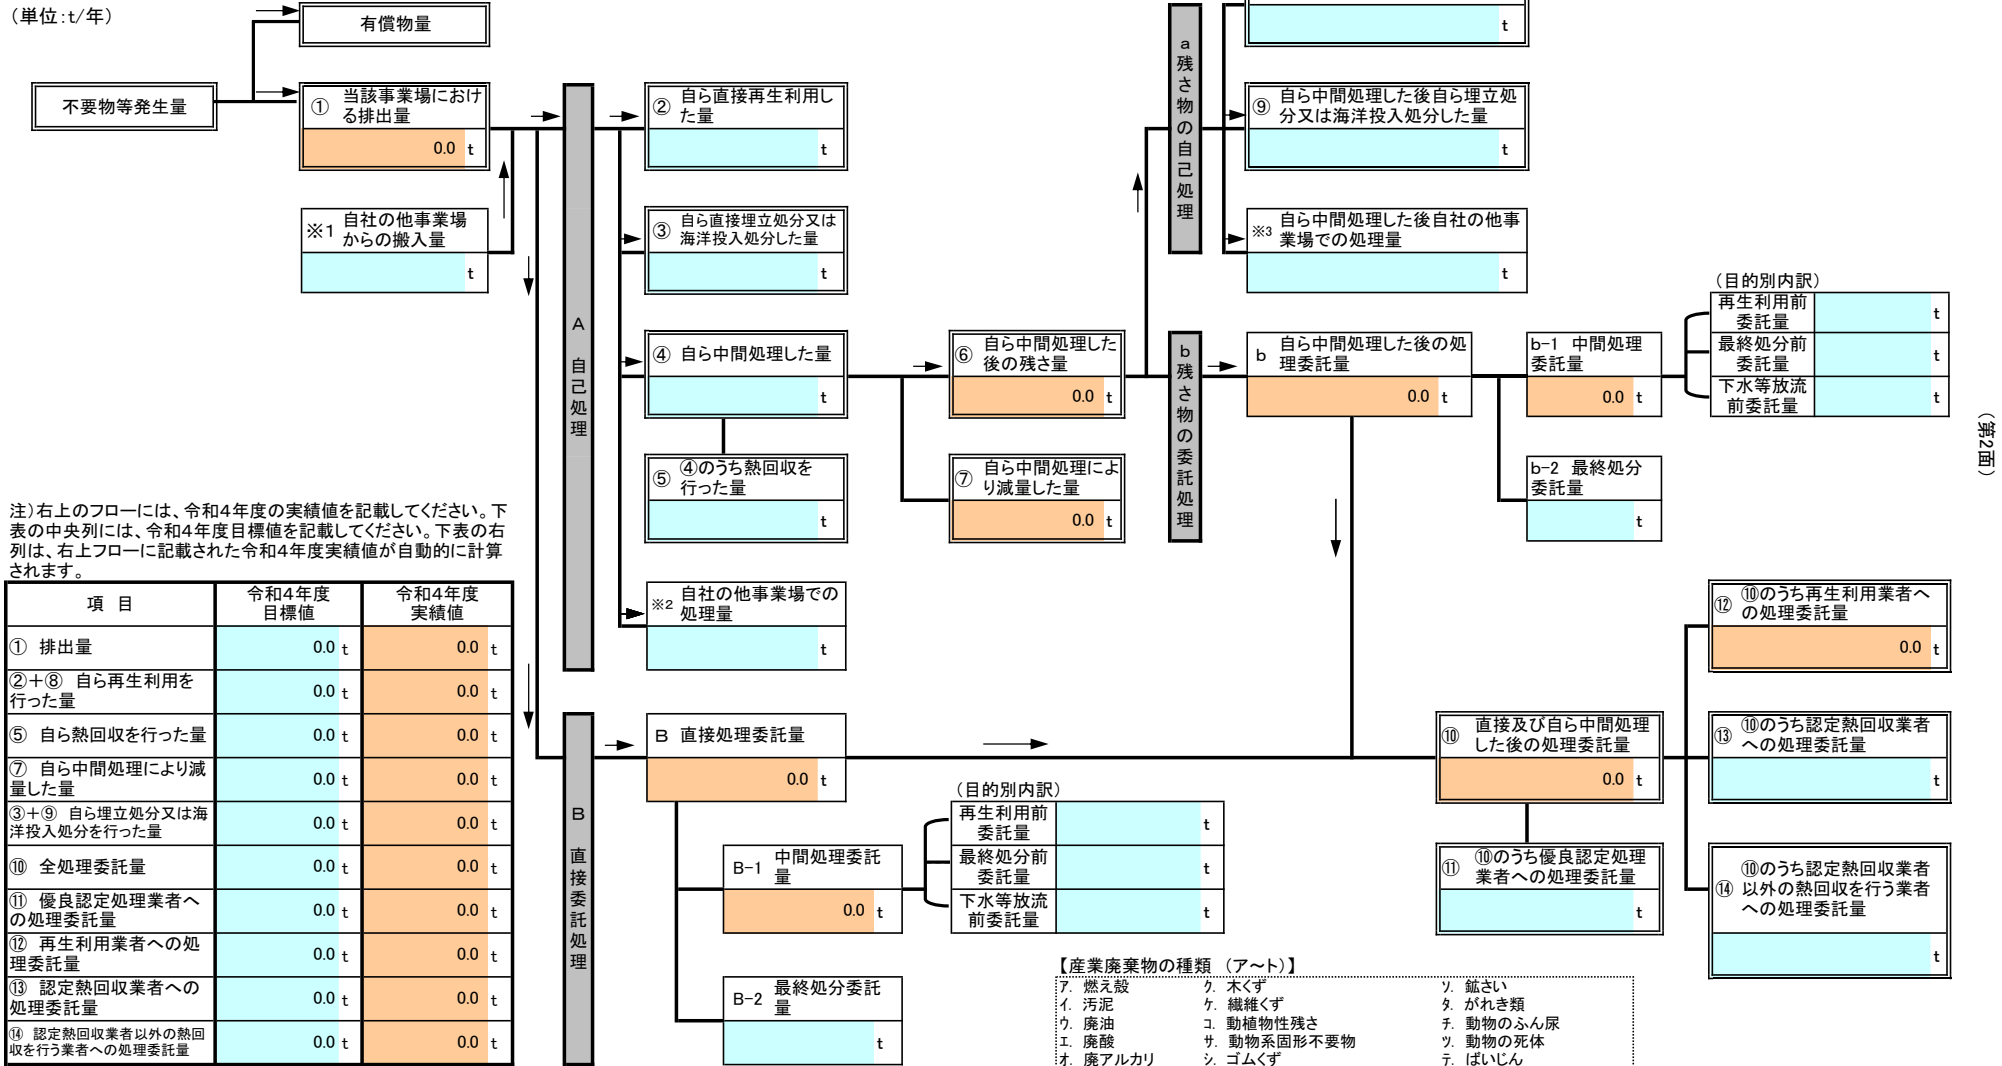 （単位：t/年）
有償物量
不要物等発生量
① 当該事業場におけ
る排出量
0.0 t
※1 自社の他事業場
からの搬入量
t
A 自己処理
② 自ら直接再生利用し
た量
t
③ 自ら直接埋立処分又は
海洋投入処分した量
t
④ 自ら中間処理した量
t
⑤ ④のうち熱回収を
行った量
t
※2 自社の他事業場での
処理量
t
⑥ 自ら中間処理した
後の残さ量
0.0 t
⑦ 自ら中間処理によ
り減量した量
0.0 t
a 残さ物の自己処理
t
⑨ 自ら中間処理した後自ら埋立処
分又は海洋投入処分した量
t
※3 自ら中間処理した後自社の他事
業場での処理量
t
b 残さ物の委託処理
b 自ら中間処理した後の処
理委託量
0.0 t
b-1 中間処理
委託量
0.0 t
（目的別内訳）
再生利用前
委託量
t
最終処分前
委託量
t
下水等放流
前委託量
t
b-2 最終処分
委託量
t
（第2面）
注）右上のフローには、令和4年度の実績値を記載してください。下
表の中央列には、令和4年度目標値を記載してください。下表の右
列は、右上フローに記載された令和4年度実績値が自動的に計算
されます。
項 目 令和4年度
目標値 令和4年度
実績値
① 排出量 0.0 t 0.0 t
②＋⑧ 自ら再生利用を
行った量 0.0 t 0.0 t
⑤ 自ら熱回収を行った量 0.0 t 0.0 t
⑦ 自ら中間処理により減
量した量 0.0 t 0.0 t
③＋⑨ 自ら埋立処分又は海
洋投入処分を行った量 0.0 t 0.0 t
⑩ 全処理委託量 0.0 t 0.0 t
⑪ 優良認定処理業者へ
の処理委託量 0.0 t 0.0 t
⑫ 再生利用業者への処
理委託量 0.0 t 0.0 t
⑬ 認定熱回収業者への
処理委託量 0.0 t 0.0 t
⑭ 認定熱回収業者以外の熱回
収を行う業者への処理委託量 0.0 t 0.0 t
B 直接委託処理
B 直接処理委託量
0.0 t
B-1 中間処理委託
量
0.0 t
（目的別内訳）
再生利用前
委託量
t
最終処分前
委託量
t
下水等放流
前委託量
t
B-2 最終処分委託
量
t
⑩ 直接及び自ら中間処理
した後の処理委託量
0.0 t
⑪ ⑩のうち優良認定処理
業者への処理委託量
t
⑫ ⑩のうち再生利用業者へ
の処理委託量
0.0 t
⑬ ⑩のうち認定熱回収業者
への処理委託量
t
⑭ ⑩のうち認定熱回収業者
以外の熱回収を行う業者
への処理委託量
t
【産業廃棄物の種類 （ア～ト）】
ア. 燃え殻 ク. 木くず ソ. 鉱さい
イ. 汚泥 ケ. 繊維くず タ. がれき類
ウ. 廃油 コ. 動植物性残さ チ. 動物のふん尿
エ. 廃酸 サ. 動物系固形不要物 ツ. 動物の死体
オ. 廃アルカリ シ. ゴムくず テ. ばいじん